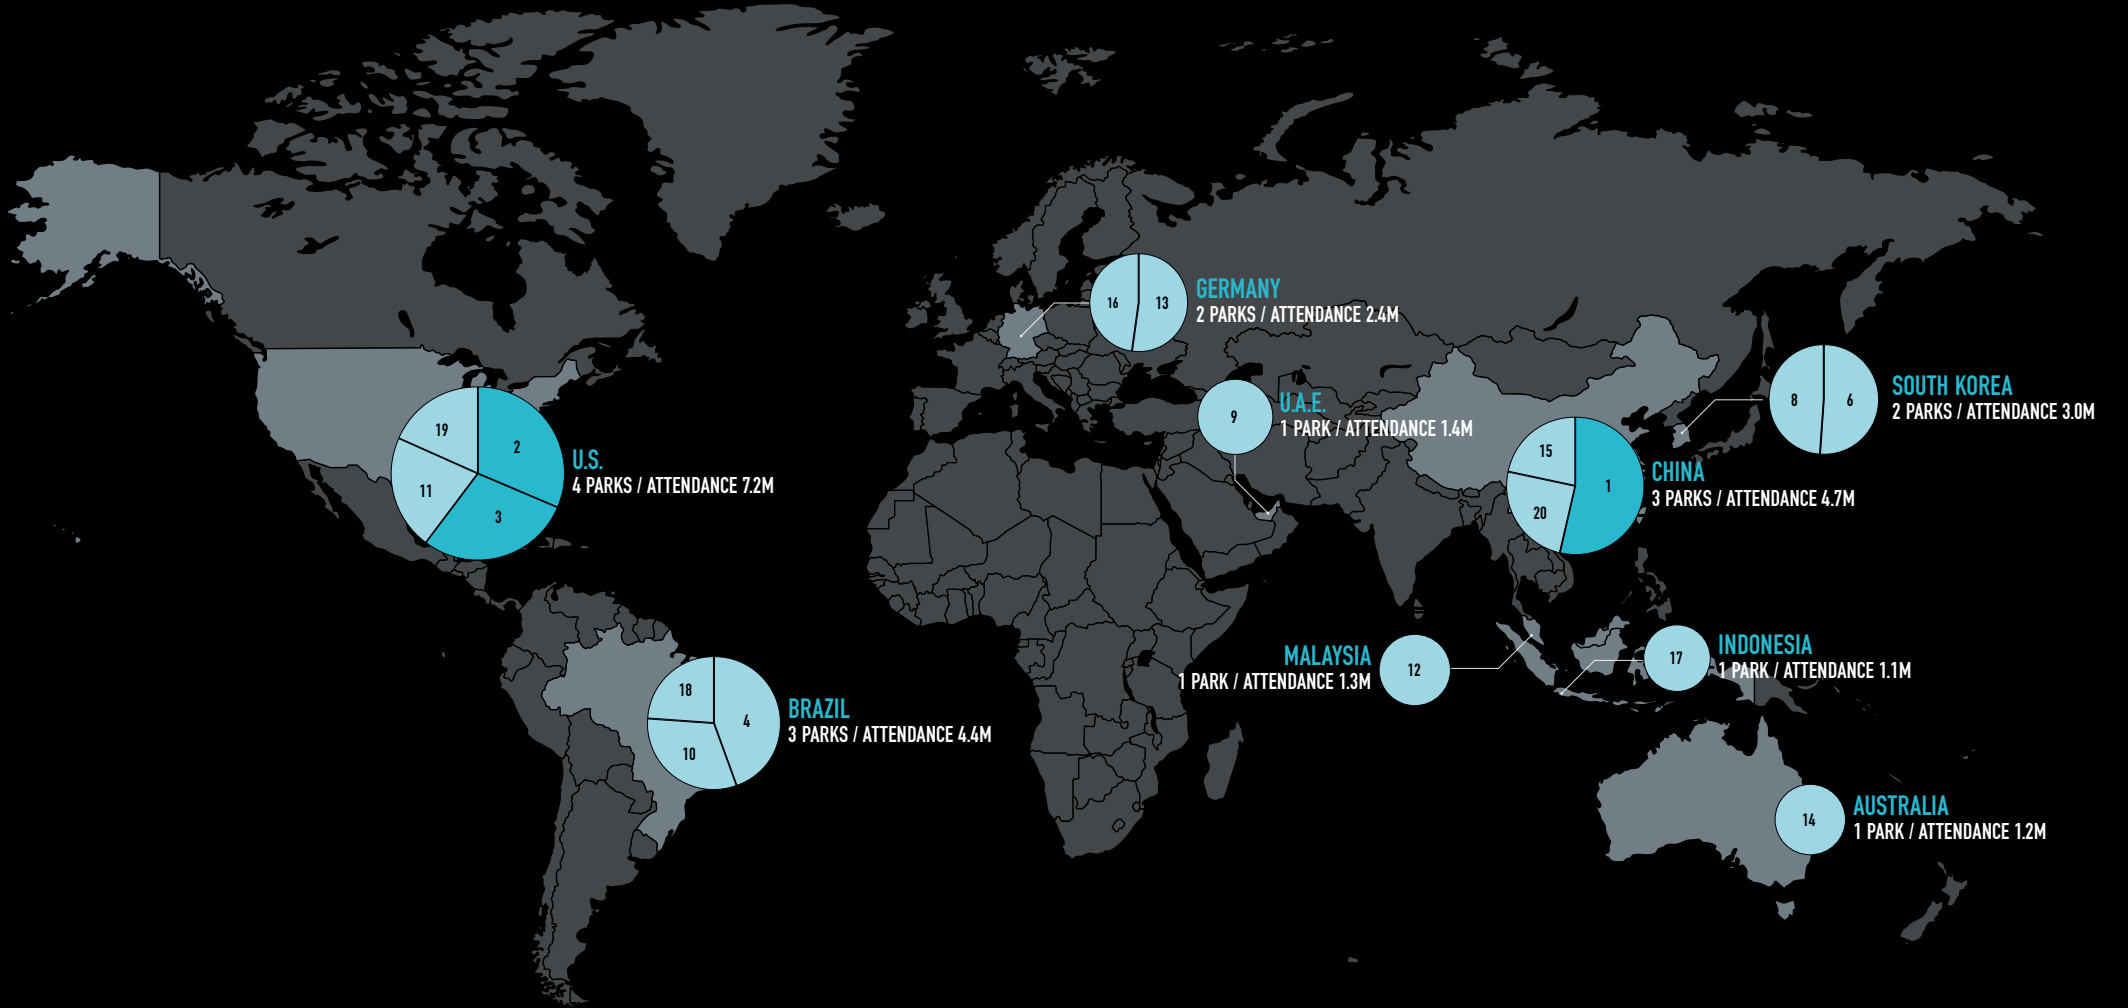 GERMANY
2 PARKS / ATTENDANCE 2.4M
16
13
U.A.E.
1 PARK / ATTENDANCE 1.4M
9
SOUTH KOREA
2 PARKS / ATTENDANCE 3.0M
8
6
U.S.
4 PARKS / ATTENDANCE 7.2M
19
2
11
3
CHINA
3 PARKS / ATTENDANCE 4.7M
15
1
20
MALAYSIA
1 PARK / ATTENDANCE 1.3M
12
INDONESIA
1 PARK / ATTENDANCE 1.1M
17
BRAZIL
3 PARKS / ATTENDANCE 4.4M
18
4
10
AUSTRALIA
1 PARK / ATTENDANCE 1.2M
14